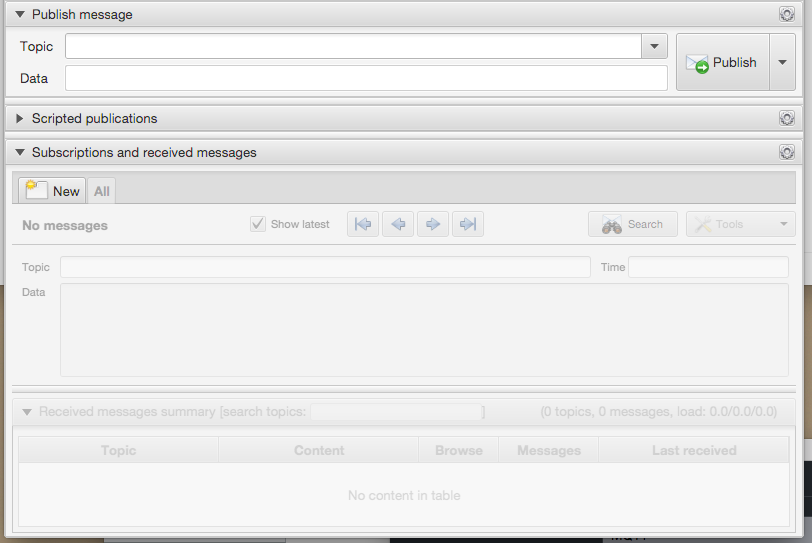 Publish message
Topic
Publish
Data
Scripted publications
Subscriptions and received messages
New All
No messages Show latest Search Tools
Topic Time
Data
Received messages summary [search topics: ] (0 topics, 0 messages, load: 0.0/0.0/0.0)
Topic Content Browse Messages Last received
No content in table